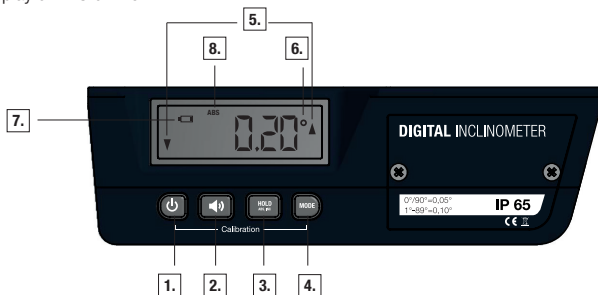 5.
8.
6.
7.
ABS
0.20°
DIGITAL INCLINOMETER
HOLD
MODE
0°/90°=0,05°
1°-89°=0,10°
IP 65
CE
Calibration
1.
2.
3.
4.